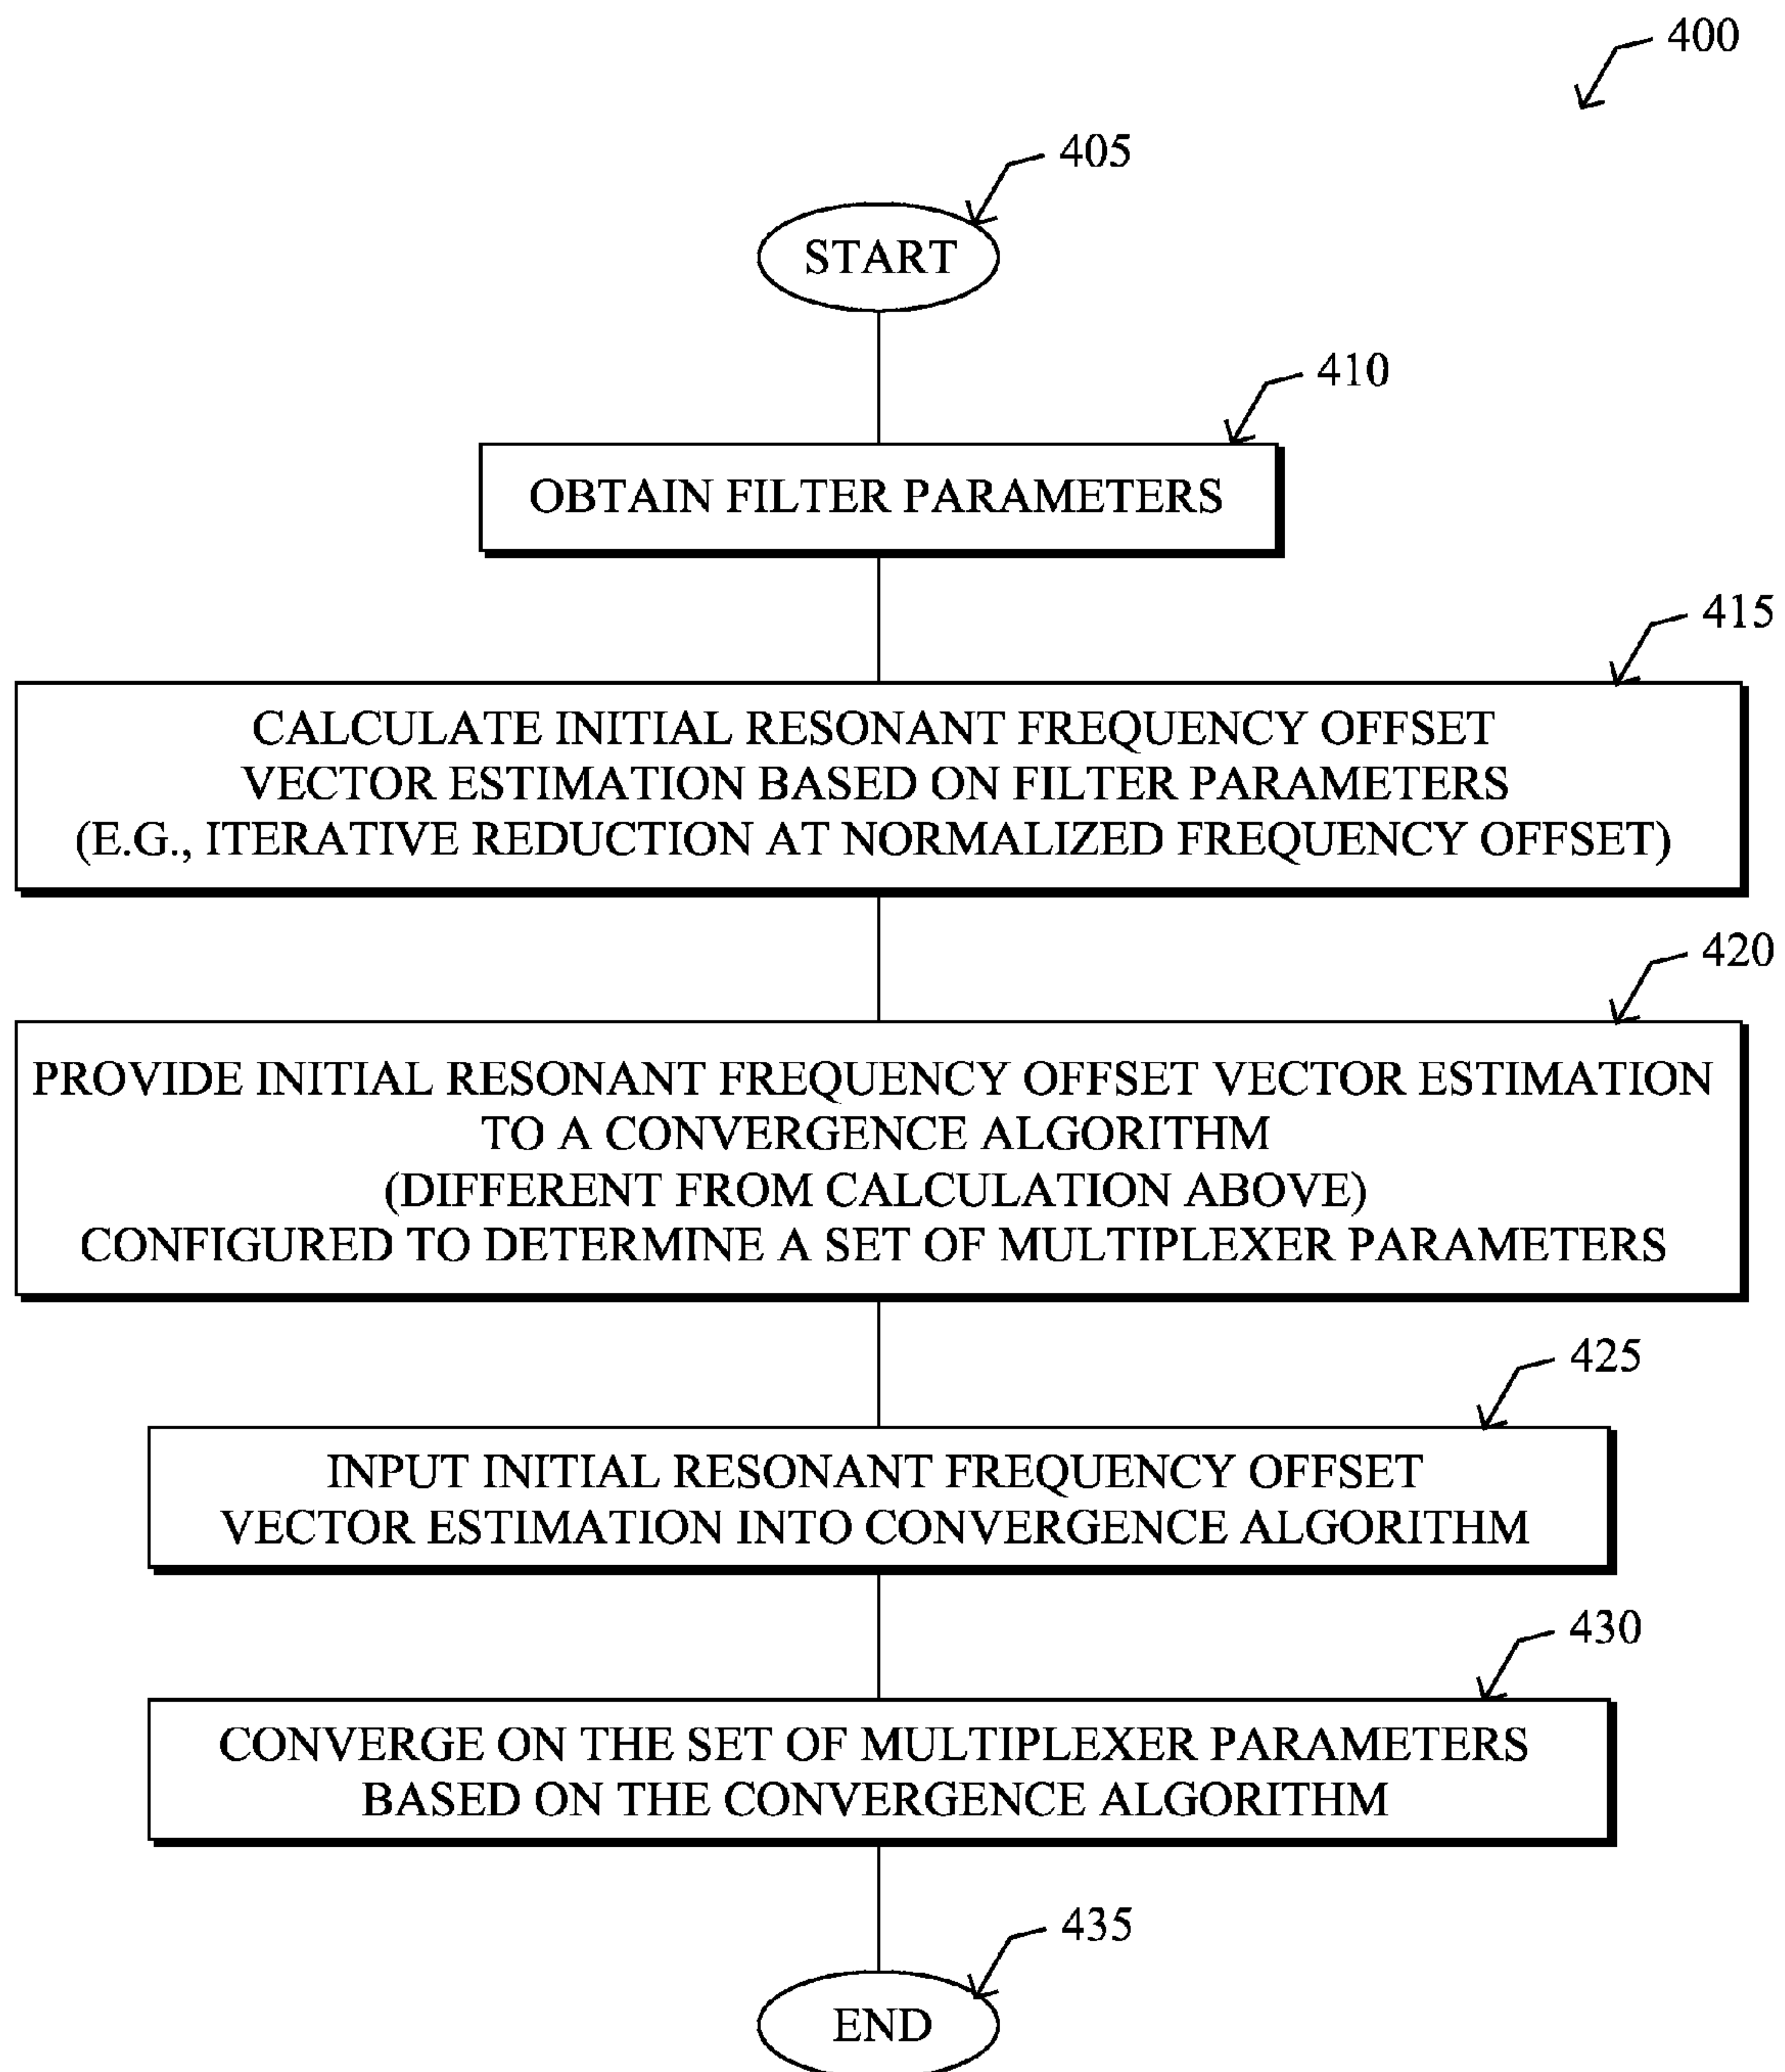 400
405
START
410
OBTAIN FILTER PARAMETERS
415
CALCULATE INITIAL RESONANT FREQUENCY OFFSET
VECTOR ESTIMATION BASED ON FILTER PARAMETERS
(E.G., ITERATIVE REDUCTION AT NORMALIZED FREQUENCY OFFSET)
420
PROVIDE INITIAL RESONANT FREQUENCY OFFSET VECTOR ESTIMATION
TO A CONVERGENCE ALGORITHM
(DIFFERENT FROM CALCULATION ABOVE)
CONFIGURED TO DETERMINE A SET OF MULTIPLEXER PARAMETERS
425
INPUT INITIAL RESONANT FREQUENCY OFFSET
VECTOR ESTIMATION INTO CONVERGENCE ALGORITHM
430
CONVERGE ON THE SET OF MULTIPLEXER PARAMETERS
BASED ON THE CONVERGENCE ALGORITHM
435
END